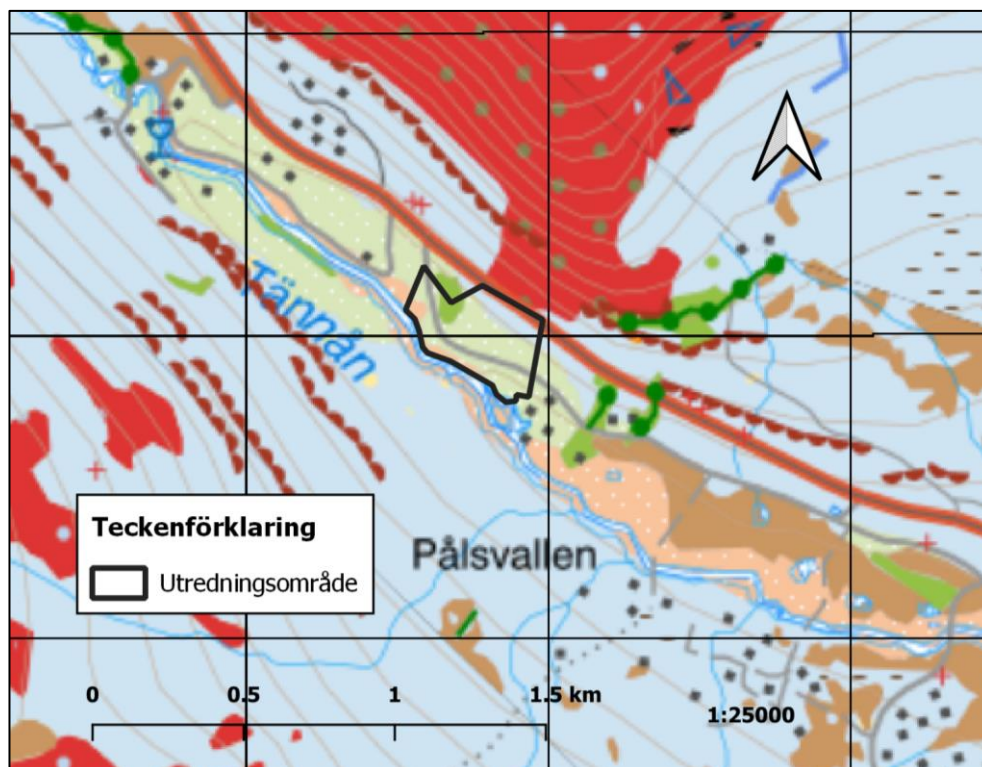 Tännån
Teckenförklaring
Utredningsområde
Pålsvallen
0 0.5 1 1.5 km
1:25000